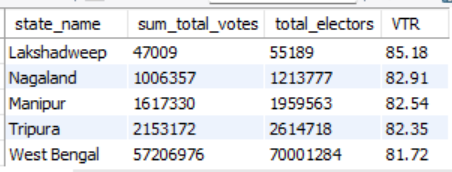 state_name sum_total_votes total_electors VTR
Lakshadweep 47009 55189 85.18
Nagaland 1006357 1213777 82.91
Manipur 1617330 1959563 82.54
Tripura 2153172 2614718 82.35
West Bengal 57206976 70001284 81.72